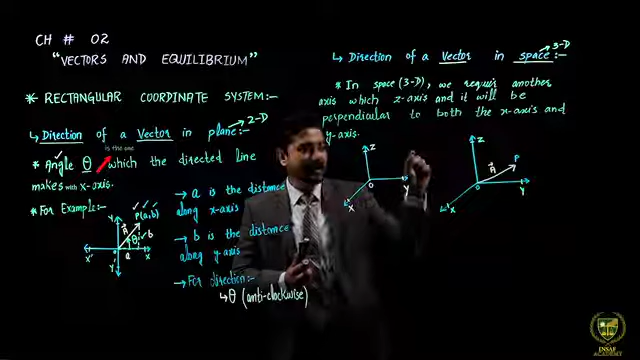 CH # 02
"VECTORS AND EQUILIBRIUM"
* RECTANGULAR COORDINATE SYSTEM:-
↳ Direction of a Vector in plane:- 2-D
is the one
* Angle θ which the directed line
makes with x-axis.
* For Example:-
Y
P(a,b)
A
θ
b
X'
O
a
X
Y'
→ a is the distance
along x-axis
→ b is the distance
along y-axis
→ For direction:-
↳ θ (anti-clockwise)
↳ Direction of a Vector in space:- 3-D
* In space (3-D), we require another
axis which z-axis and it will be
perpendicular to both the x-axis and
y-axis.
Z
O
Y
X
Z
A
P
O
Y
X
INSAF
ACADEMY